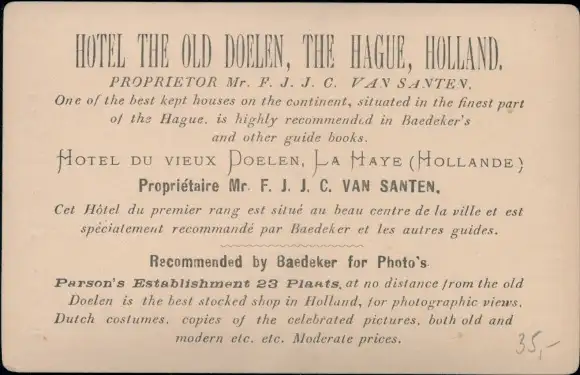 HOTEL THE OLD DOELEN, THE HAGUE, HOLLAND.
PROPRIETOR Mr. F. J. J. C. VAN SANTEN.
One of the best kept houses on the continent, situated in the finest part
of the Hague. is highly recommended in Baedeker's
and other guide books.
HOTEL DU VIEUX DOELEN, LA HAYE (HOLLANDE)
Propriétaire Mr. F. J. J. C. VAN SANTEN.
Cet Hôtel du premier rang est situé au beau centre de la ville et est
spécialement recommandé par Baedeker et les autres guides.
Recommended by Baedeker for Photo's
Parson's Establishment 23 Plaats. at no distance from the old
Doelen is the best stocked shop in Holland, for photographic views.
Dutch costumes. copies of the celebrated pictures, both old and
modern etc. etc. Moderate prices.
35,-